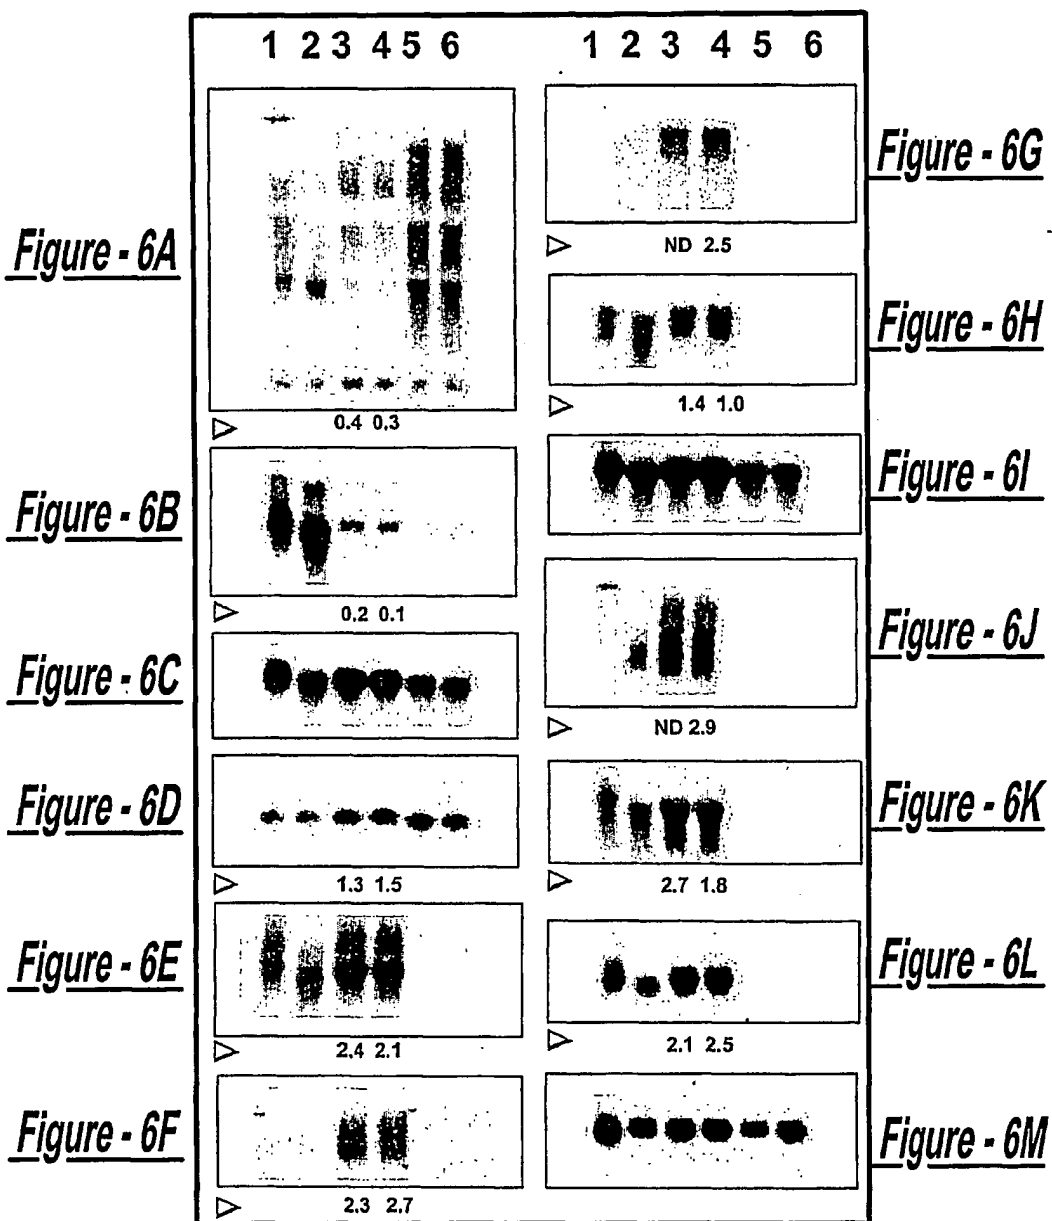 1 2 3 4 5 6
1 2 3 4 5 6
Figure - 6A
0.4 0.3
Figure - 6B
0.2 0.1
Figure - 6C
Figure - 6D
1.3 1.5
Figure - 6E
2.4 2.1
Figure - 6F
2.3 2.7
Figure - 6G
ND 2.5
Figure - 6H
1.4 1.0
Figure - 6I
Figure - 6J
ND 2.9
Figure - 6K
2.7 1.8
Figure - 6L
2.1 2.5
Figure - 6M